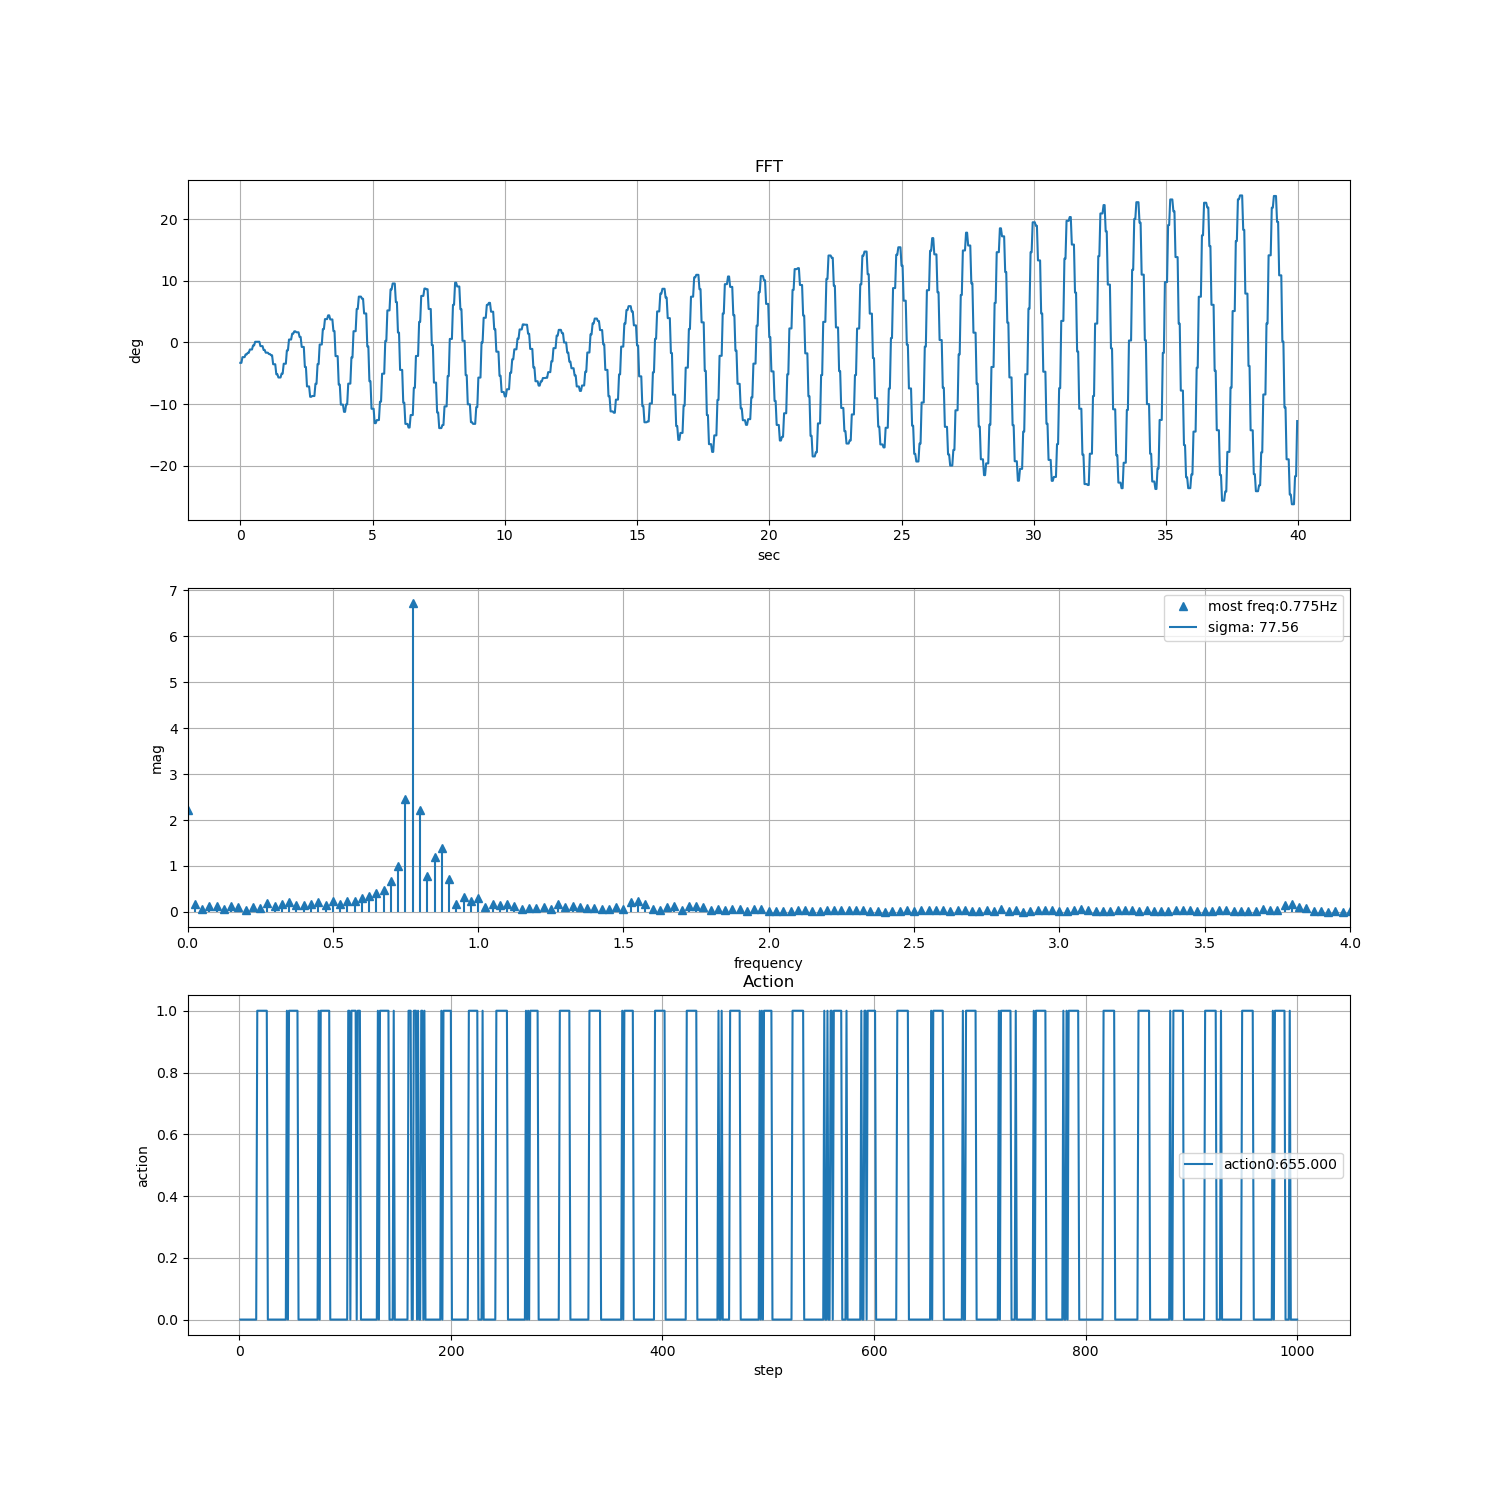 FFT
20
10
0
−10
−20
deg
0 5 10 15 20 25 30 35 40
sec
7
6
5
4
3
2
1
0
mag
most freq:0.775Hz
sigma: 77.56
0.0 0.5 1.0 1.5 2.0 2.5 3.0 3.5 4.0
frequency
Action
1.0
0.8
0.6
0.4
0.2
0.0
action
action0:655.000
0 200 400 600 800 1000
step